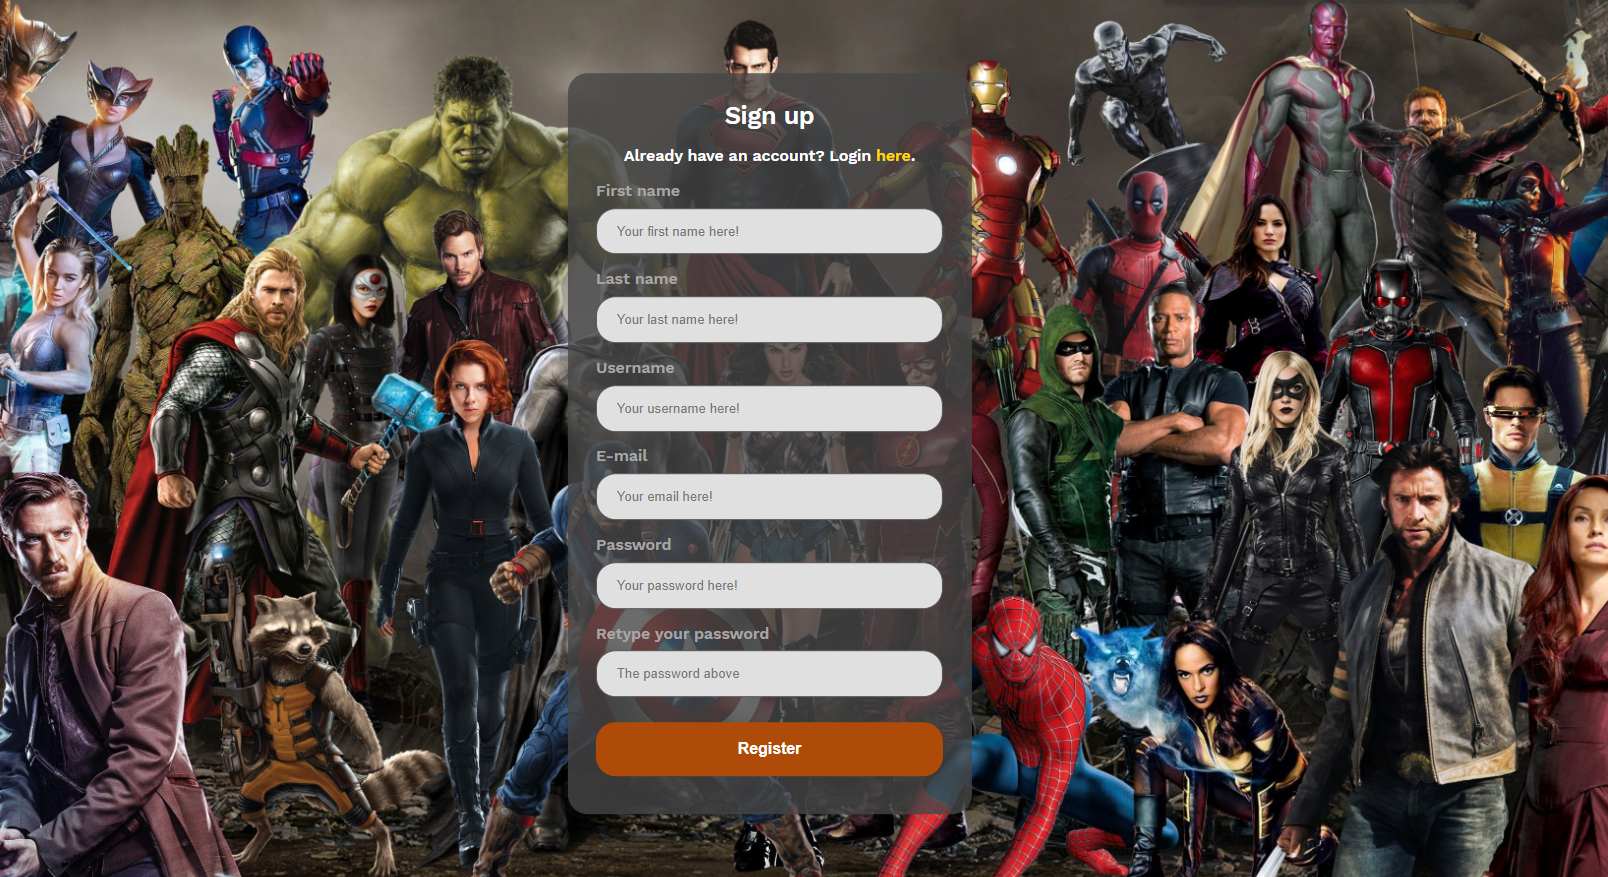 Sign up
Already have an account? Login here.
First name
Your first name here!
Last name
Your last name here!
Username
Your username here!
E-mail
Your email here!
Password
Your password here!
Retype your password
The password above
Register